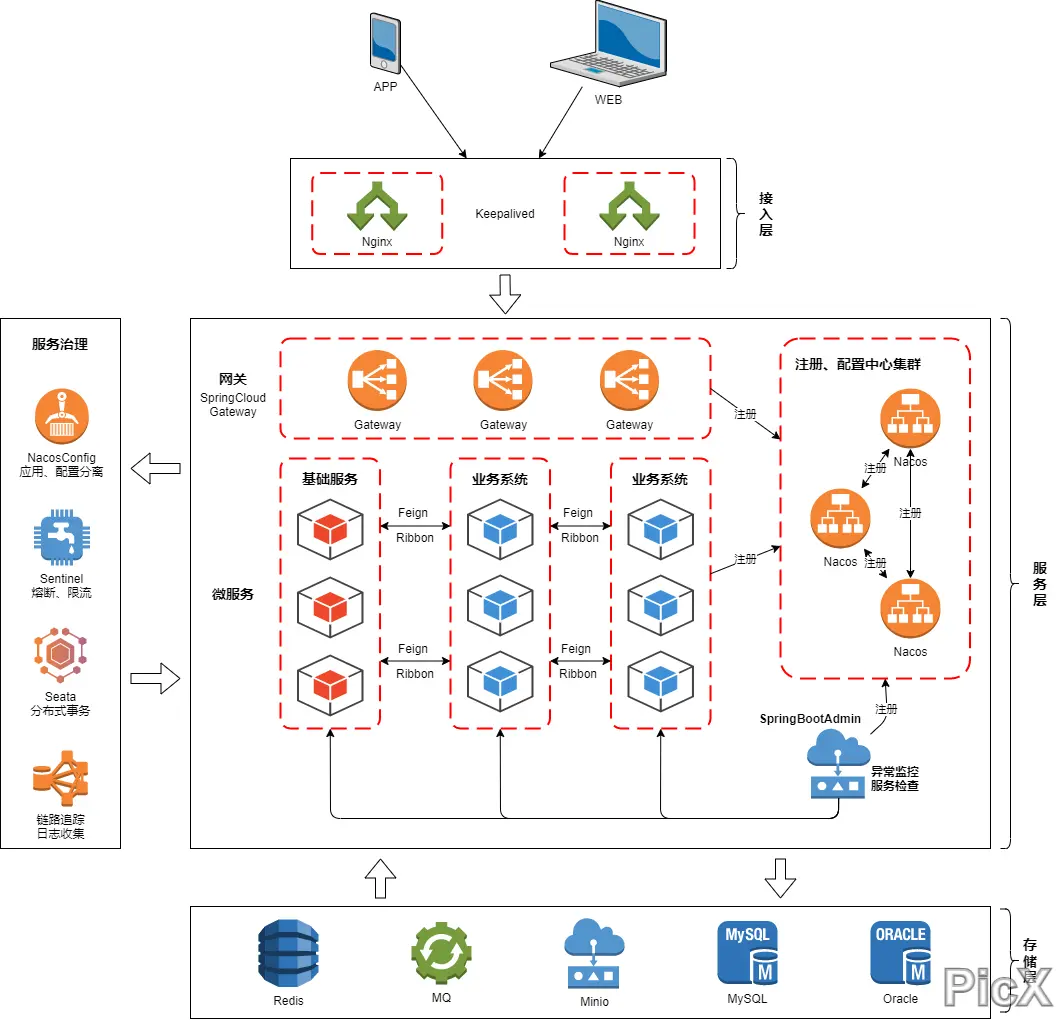 APP
WEB
Nginx
Keepalived
Nginx
接入层
服务治理
NacosConfig
应用、配置分离
Sentinel
熔断、限流
Seata
分布式事务
链路追踪
日志收集
网关
SpringCloud
Gateway
Gateway
Gateway
Gateway
注册
注册、配置中心集群
Nacos
注册
注册
Nacos
注册
Nacos
微服务
基础服务
业务系统
业务系统
Feign
Ribbon
Feign
Ribbon
Feign
Ribbon
Feign
Ribbon
注册
SpringBootAdmin
注册
异常监控
服务检查
服务层
Redis
MQ
Minio
MySQL
MySQL
ORACLE
Oracle
M
M
存储层
PicX